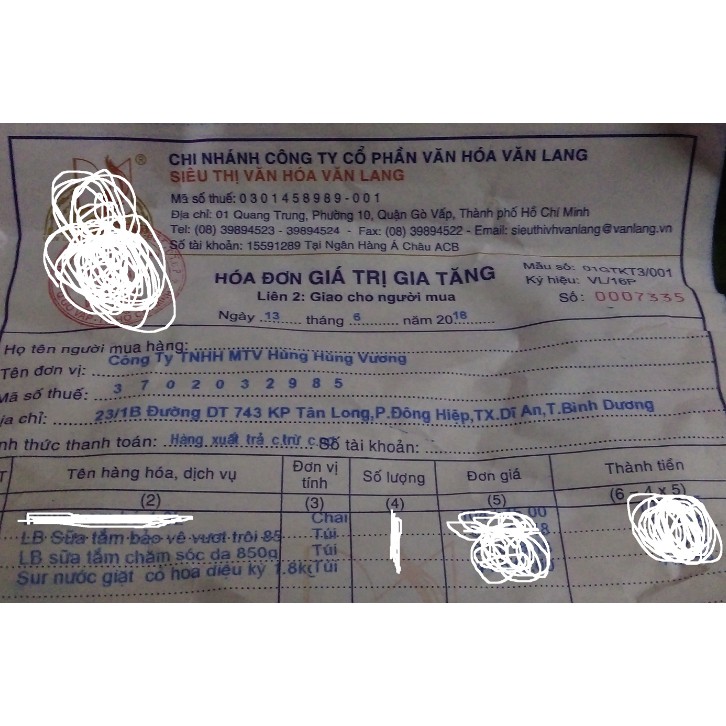 ®
CHI NHÁNH CÔNG TY CỔ PHẦN VĂN HÓA VĂN LANG
SIÊU THỊ VĂN HÓA VĂN LANG
Mã số thuế: 0301458989-001
Địa chỉ: 01 Quang Trung, Phường 10, Quận Gò Vấp, Thành phố Hồ Chí Minh
Tel: (08) 39894523 - 39894524 - Fax: (08) 39894522 - Email: sieuthivhvanlang@vanlang.vn
Số tài khoản: 15591289 Tại Ngân Hàng Á Châu ACB
HÓA ĐƠN GIÁ TRỊ GIA TĂNG
Liên 2: Giao cho người mua
Ngày 13 tháng 6 năm 2018
Mẫu số: 01GTKT3/001
Ký hiệu: VL/16P
Số: 0007335
Họ tên người mua hàng:
Tên đơn vị: Công Ty TNHH MTV Hùng Hùng Vương
Mã số thuế: 3702032985
ịa chỉ: 23/1B Đường DT 743 KP Tân Long,P.Đông Hiệp,TX.Dĩ An,T.Bình Dương
nh thức thanh toán: Hàng xuất trả c,trừ c. Số tài khoản:
T Tên hàng hóa, dịch vụ Đơn vị tính Số lượng Đơn giá Thành tiền
(2) (3) (4) (5) (6 4 x 5)
Chai 00
LB Sữa tắm bảo vệ vượt trội 85 Túi 8
LB sữa tắm chăm sóc da 850g Túi
Sur nước giặt cỏ hoa diệu kỳ 1.8k Túi